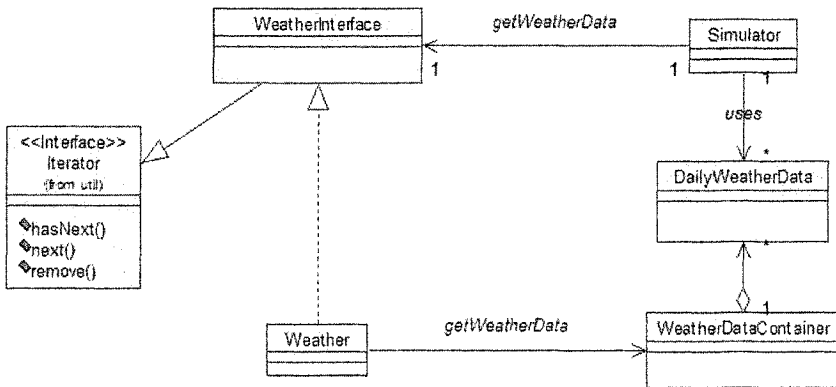 WeatherInterface
getWeatherData
Simulator
1
1
1
uses
*
<<Interface>>
Iterator
(from util)
hasNext()
next()
remove()
DailyWeatherData
*
1
Weather
getWeatherData
WeatherDataContainer